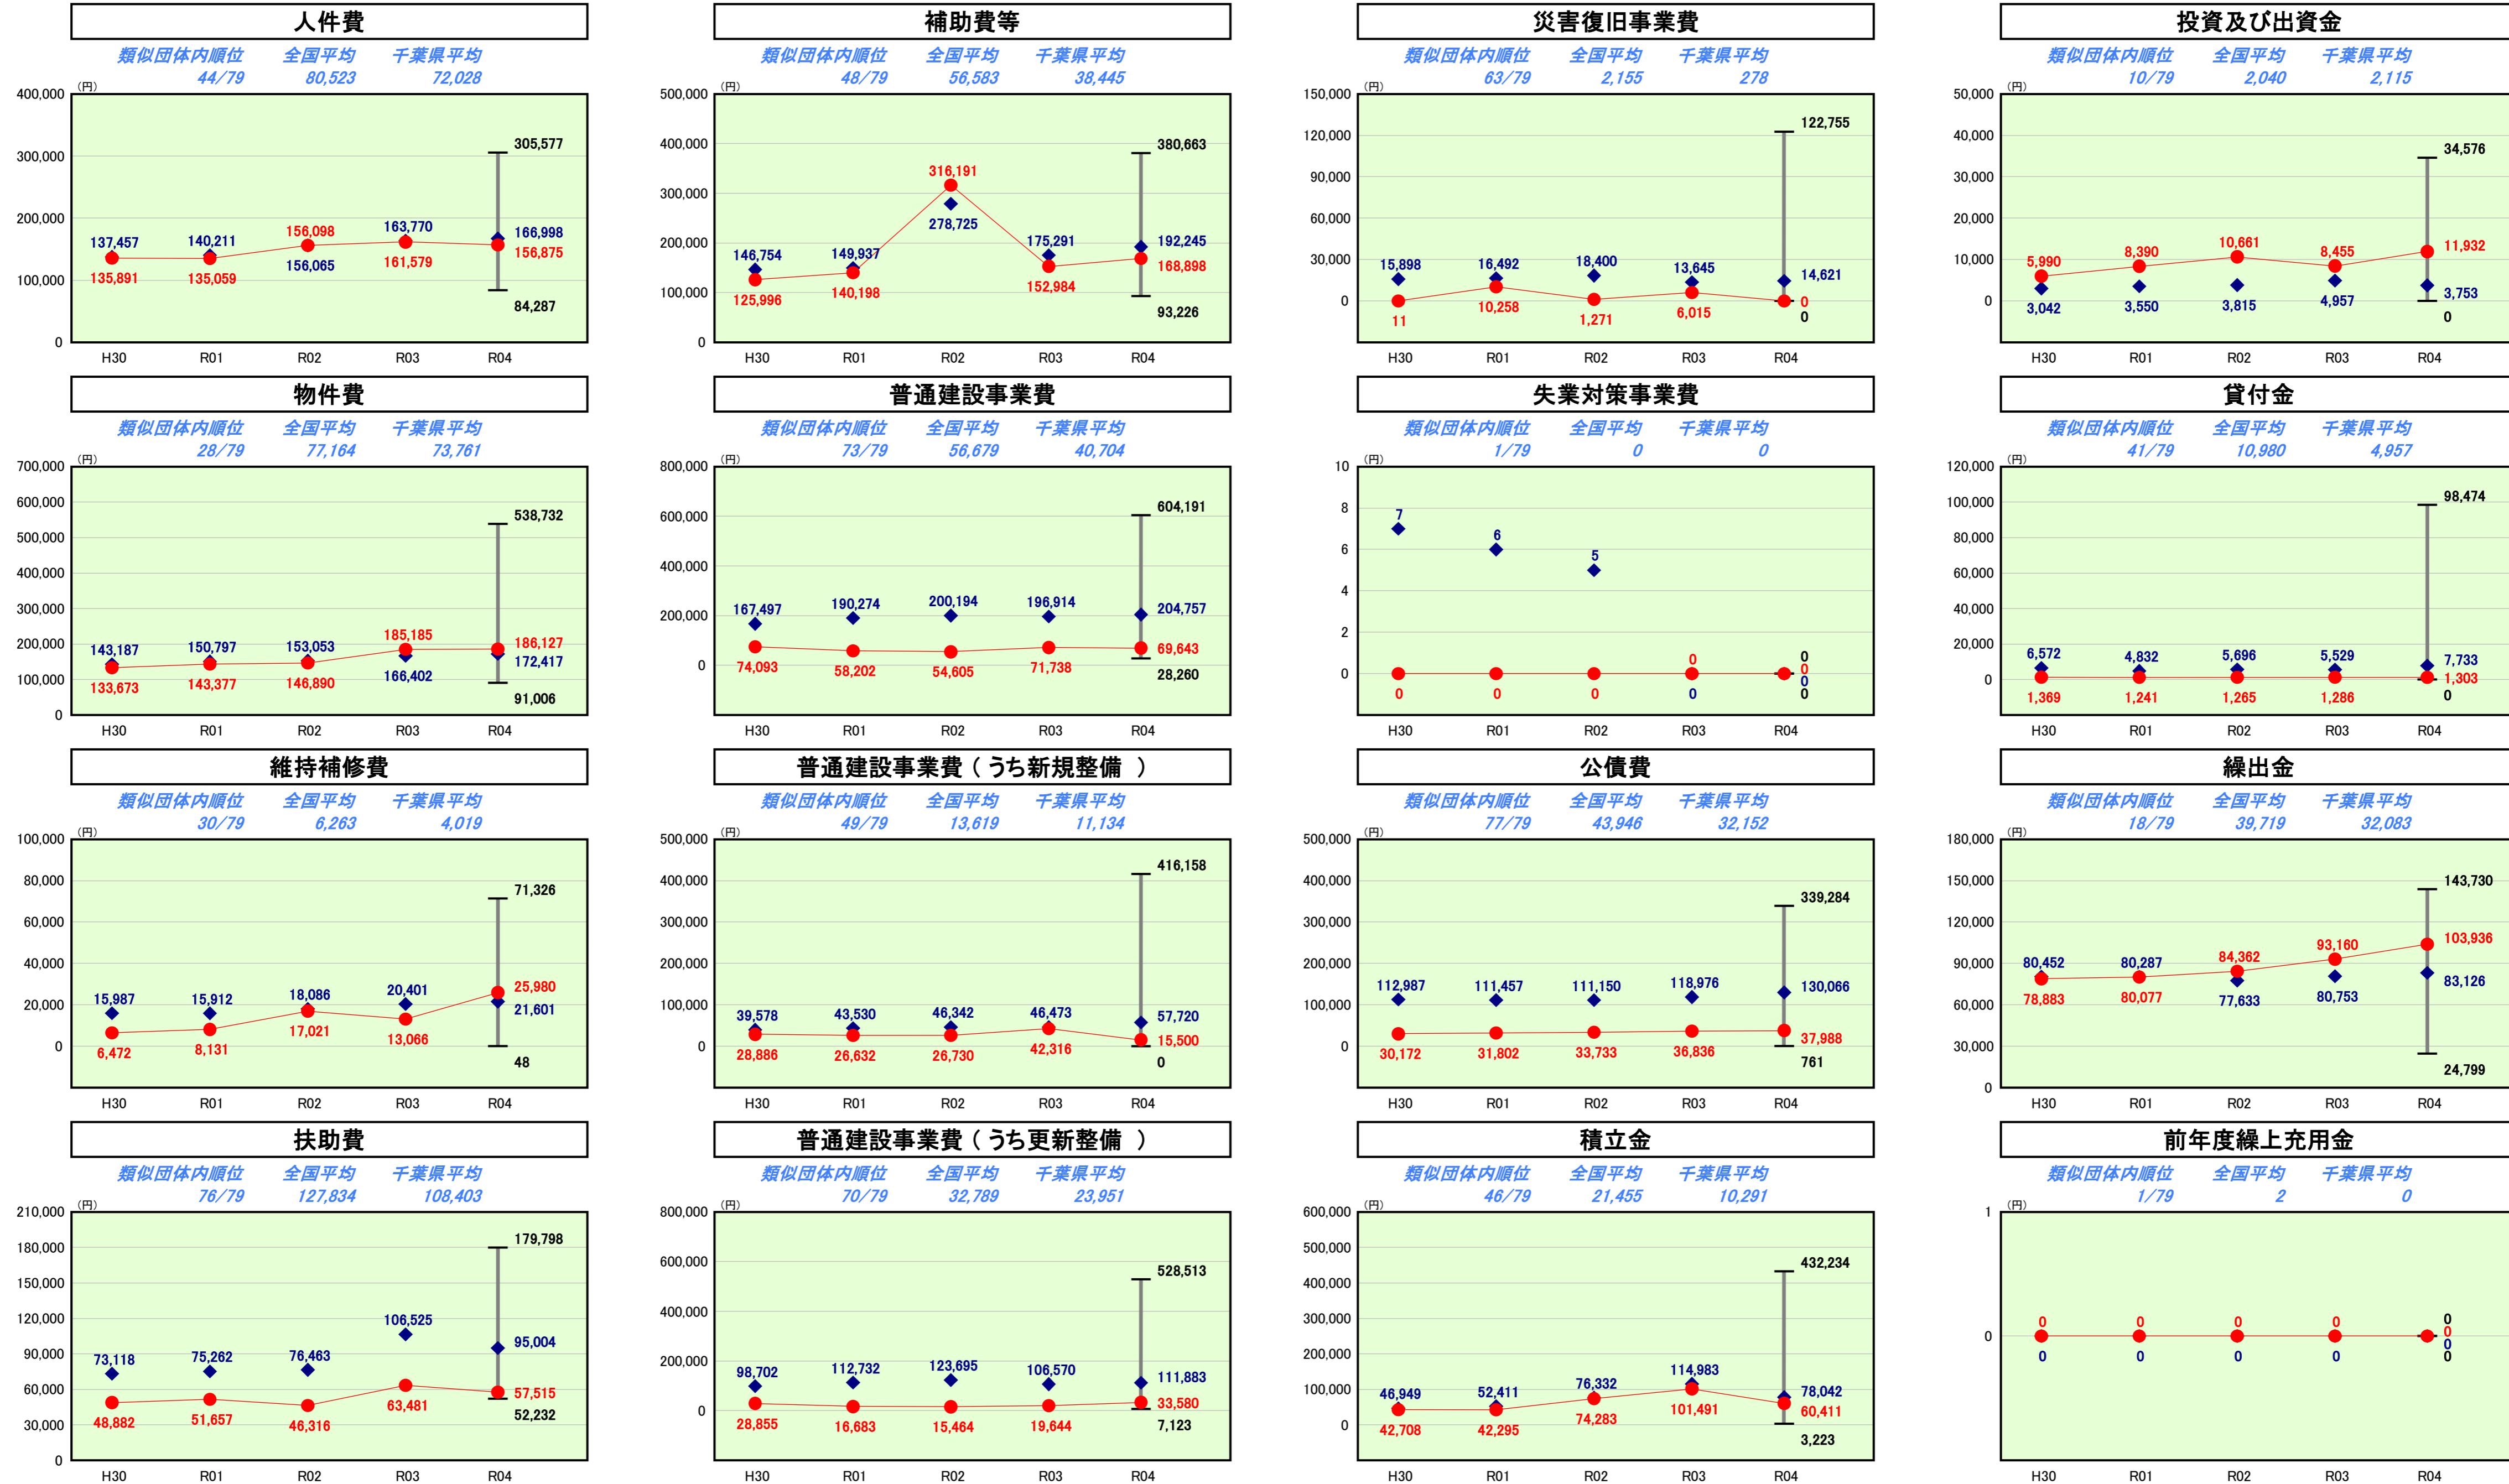 人件費
類似団体内順位 全国平均 千葉県平均
44/79 80,523 72,028
(円)
400,000
300,000
200,000
100,000
0
305,577
137,457 140,211 156,098 163,770 166,998
135,891 135,059 156,065 161,579 156,875
84,287
H30 R01 R02 R03 R04
補助費等
類似団体内順位 全国平均 千葉県平均
48/79 56,583 38,445
(円)
500,000
400,000
300,000
200,000
100,000
0
380,663
316,191
278,725
146,754 149,937 175,291 192,245
125,996 140,198 152,984 168,898
93,226
H30 R01 R02 R03 R04
災害復旧事業費
類似団体内順位 全国平均 千葉県平均
63/79 2,155 278
(円)
150,000
120,000
90,000
60,000
30,000
0
122,755
15,898 16,492 18,400 13,645 14,621
11 10,258 1,271 6,015 0
0
H30 R01 R02 R03 R04
投資及び出資金
類似団体内順位 全国平均 千葉県平均
10/79 2,040 2,115
(円)
50,000
40,000
30,000
20,000
10,000
0
34,576
5,990 8,390 10,661 8,455 11,932
3,042 3,550 3,815 4,957 3,753
0
H30 R01 R02 R03 R04
物件費
類似団体内順位 全国平均 千葉県平均
28/79 77,164 73,761
(円)
700,000
600,000
500,000
400,000
300,000
200,000
100,000
0
538,732
143,187 150,797 153,053 185,185 186,127
133,673 143,377 146,890 166,402 172,417
91,006
H30 R01 R02 R03 R04
普通建設事業費
類似団体内順位 全国平均 千葉県平均
73/79 56,679 40,704
(円)
800,000
600,000
400,000
200,000
0
604,191
167,497 190,274 200,194 196,914 204,757
74,093 58,202 54,605 71,738 69,643
28,260
H30 R01 R02 R03 R04
失業対策事業費
類似団体内順位 全国平均 千葉県平均
1/79 0 0
(円)
10
8
6
4
2
0
7 6 5
0 0
0
0 0 0 0 0
0
H30 R01 R02 R03 R04
貸付金
類似団体内順位 全国平均 千葉県平均
41/79 10,980 4,957
(円)
120,000
100,000
80,000
60,000
40,000
20,000
0
98,474
6,572 4,832 5,696 5,529 7,733
1,369 1,241 1,265 1,286 1,303
0
H30 R01 R02 R03 R04
維持補修費
類似団体内順位 全国平均 千葉県平均
30/79 6,263 4,019
(円)
100,000
80,000
60,000
40,000
20,000
0
71,326
15,987 15,912 18,086 20,401 25,980
6,472 8,131 17,021 13,066 21,601
48
H30 R01 R02 R03 R04
普通建設事業費(うち新規整備 )
類似団体内順位 全国平均 千葉県平均
49/79 13,619 11,134
(円)
500,000
400,000
300,000
200,000
100,000
0
416,158
39,578 43,530 46,342 46,473 57,720
28,886 26,632 26,730 42,316 15,500
0
H30 R01 R02 R03 R04
公債費
類似団体内順位 全国平均 千葉県平均
77/79 43,946 32,152
(円)
500,000
400,000
300,000
200,000
100,000
0
339,284
112,987 111,457 111,150 118,976 130,066
30,172 31,802 33,733 36,836 37,988
761
H30 R01 R02 R03 R04
繰出金
類似団体内順位 全国平均 千葉県平均
18/79 39,719 32,083
(円)
180,000
150,000
120,000
90,000
60,000
30,000
0
143,730
80,452 80,287 84,362 93,160 103,936
78,883 80,077 77,633 80,753 83,126
24,799
H30 R01 R02 R03 R04
扶助費
類似団体内順位 全国平均 千葉県平均
76/79 127,834 108,403
(円)
210,000
180,000
150,000
120,000
90,000
60,000
30,000
0
179,798
73,118 75,262 76,463 106,525 95,004
48,882 51,657 46,316 63,481 57,515
52,232
H30 R01 R02 R03 R04
普通建設事業費(うち更新整備 )
類似団体内順位 全国平均 千葉県平均
70/79 32,789 23,951
(円)
800,000
600,000
400,000
200,000
0
528,513
98,702 112,732 123,695 106,570 111,883
28,855 16,683 15,464 19,644 33,580
7,123
H30 R01 R02 R03 R04
積立金
類似団体内順位 全国平均 千葉県平均
46/79 21,455 10,291
(円)
600,000
500,000
400,000
300,000
200,000
100,000
0
432,234
46,949 52,411 76,332 114,983 78,042
42,708 42,295 74,283 101,491 60,411
3,223
H30 R01 R02 R03 R04
前年度繰上充用金
類似団体内順位 全国平均 千葉県平均
1/79 2 0
(円)
1
0
0
0 0 0 0 0
0 0 0 0 0
0
H30 R01 R02 R03 R04